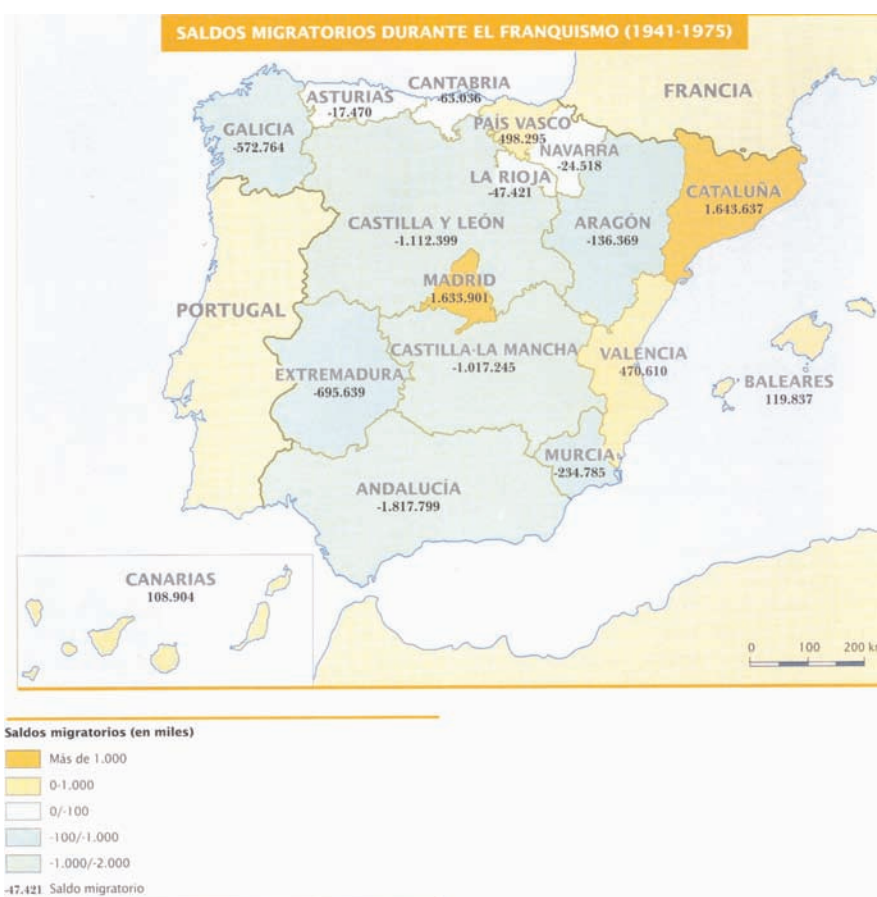 SALDOS MIGRATORIOS DURANTE EL FRANQUISMO (1941-1975)
FRANCIA
CANTABRIA
-63.036
ASTURIAS
-17.470
PAÍS VASCO
498.295
GALICIA
-572.764
NAVARRA
-24.518
LA RIOJA
-47.421
CATALUÑA
1.643.637
CASTILLA Y LEÓN
-1.112.399
ARAGÓN
-136.369
MADRID
1.633.901
PORTUGAL
CASTILLA-LA MANCHA
-1.017.245
VALENCIA
470.610
EXTREMADURA
-695.639
BALEARES
119.837
MURCIA
-234.785
ANDALUCÍA
-1.817.799
CANARIAS
108.904
0 100 200 km
Saldos migratorios (en miles)
Más de 1.000
0-1.000
0/-100
-100/-1.000
-1.000/-2.000
-47.421 Saldo migratorio